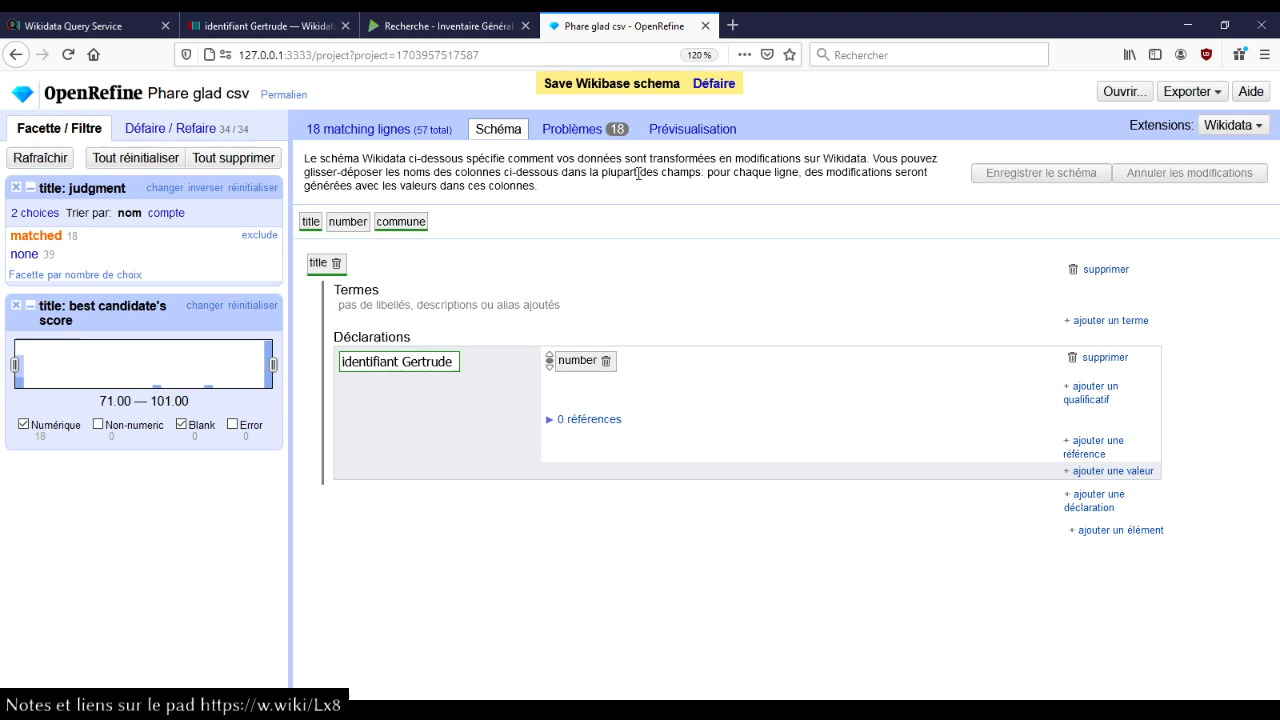 Wikidata Query Service
identifiant Gertrude — Wikidat
Recherche - Inventaire Général
Phare glad csv - OpenRefine
127.0.0.1:3333/project?project=1703957517587
120 %
Rechercher
OpenRefine Phare glad csv Permalien
Save Wikibase schema Défaire
Ouvrir... Exporter Aide
Facette / Filtre
Défaire / Refaire 34 / 34
18 matching lignes (57 total)
Schéma
Problèmes 18
Prévisualisation
Extensions: Wikidata
Rafraîchir
Tout réinitialiser
Tout supprimer
title: judgment
changer inverser réinitialiser
2 choices Trier par: nom compte
matched 18
exclude
none 39
Facette par nombre de choix
title: best candidate's score
changer réinitialiser
71.00 — 101.00
Numérique
18
Non-numeric
0
Blank
0
Error
0
Le schéma Wikidata ci-dessous spécifie comment vos données sont transformées en modifications sur Wikidata. Vous pouvez
glisser-déposer les noms des colonnes ci-dessous dans la plupart des champs: pour chaque ligne, des modifications seront
générées avec les valeurs dans ces colonnes.
Enregistrer le schéma
Annuler les modifications
title number commune
title
supprimer
Termes
pas de libellés, descriptions ou alias ajoutés
+ ajouter un terme
Déclarations
identifiant Gertrude
number
supprimer
+ ajouter un
qualificatif
0 références
+ ajouter une
référence
+ ajouter une valeur
+ ajouter une
déclaration
+ ajouter un élément
Notes et liens sur le pad https://w.wiki/Lx8